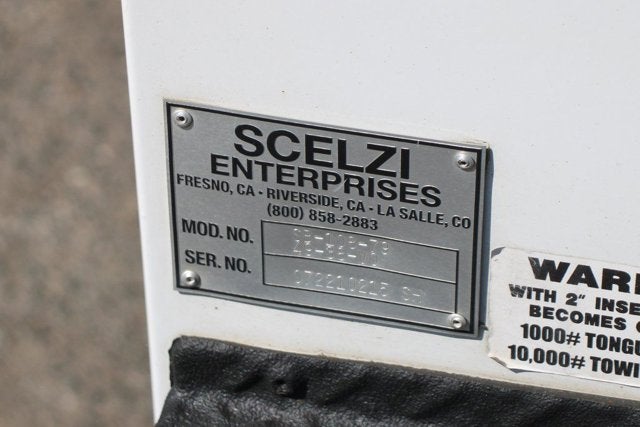 SCELZI
ENTERPRISES
FRESNO, CA • RIVERSIDE, CA • LA SALLE, CO
(800) 858-2883
MOD. NO.
SER. NO.
WAR
WITH 2" INSE
BECOMES
1000# TONGU
10,000# TOWI